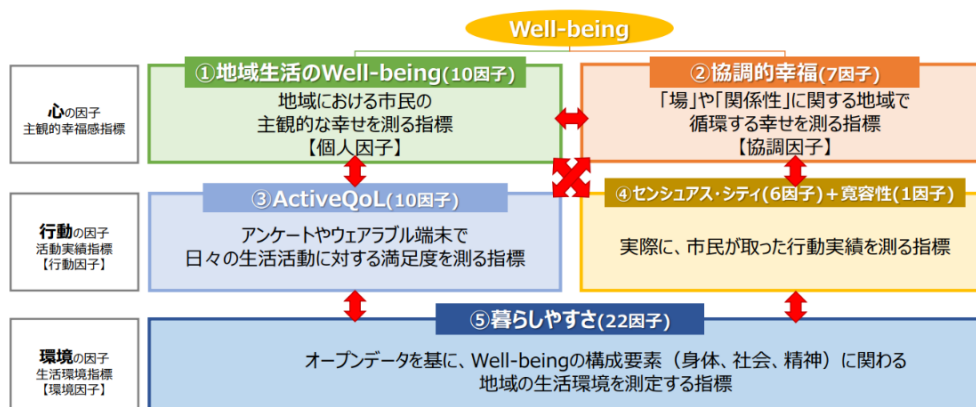 Well-being
①地域生活のWell-being(10因子)
②協調的幸福(7因子)
心の因子
主観的幸福感指標
地域における市民の
主観的な幸せを測る指標
【個人因子】
「場」や「関係性」に関する地域で
循環する幸せを測る指標
【協調因子】
③ActiveQoL(10因子)
④センシュアス・シティ(6因子)+寛容性(1因子)
行動の因子
活動実績指標
【行動因子】
アンケートやウェアラブル端末で
日々の生活活動に対する満足度を測る指標
実際に、市民が取った行動実績を測る指標
⑤暮らしやすさ(22因子)
環境の因子
生活環境指標
【環境因子】
オープンデータを基に、Well-beingの構成要素（身体、社会、精神）に関わる
地域の生活環境を測定する指標